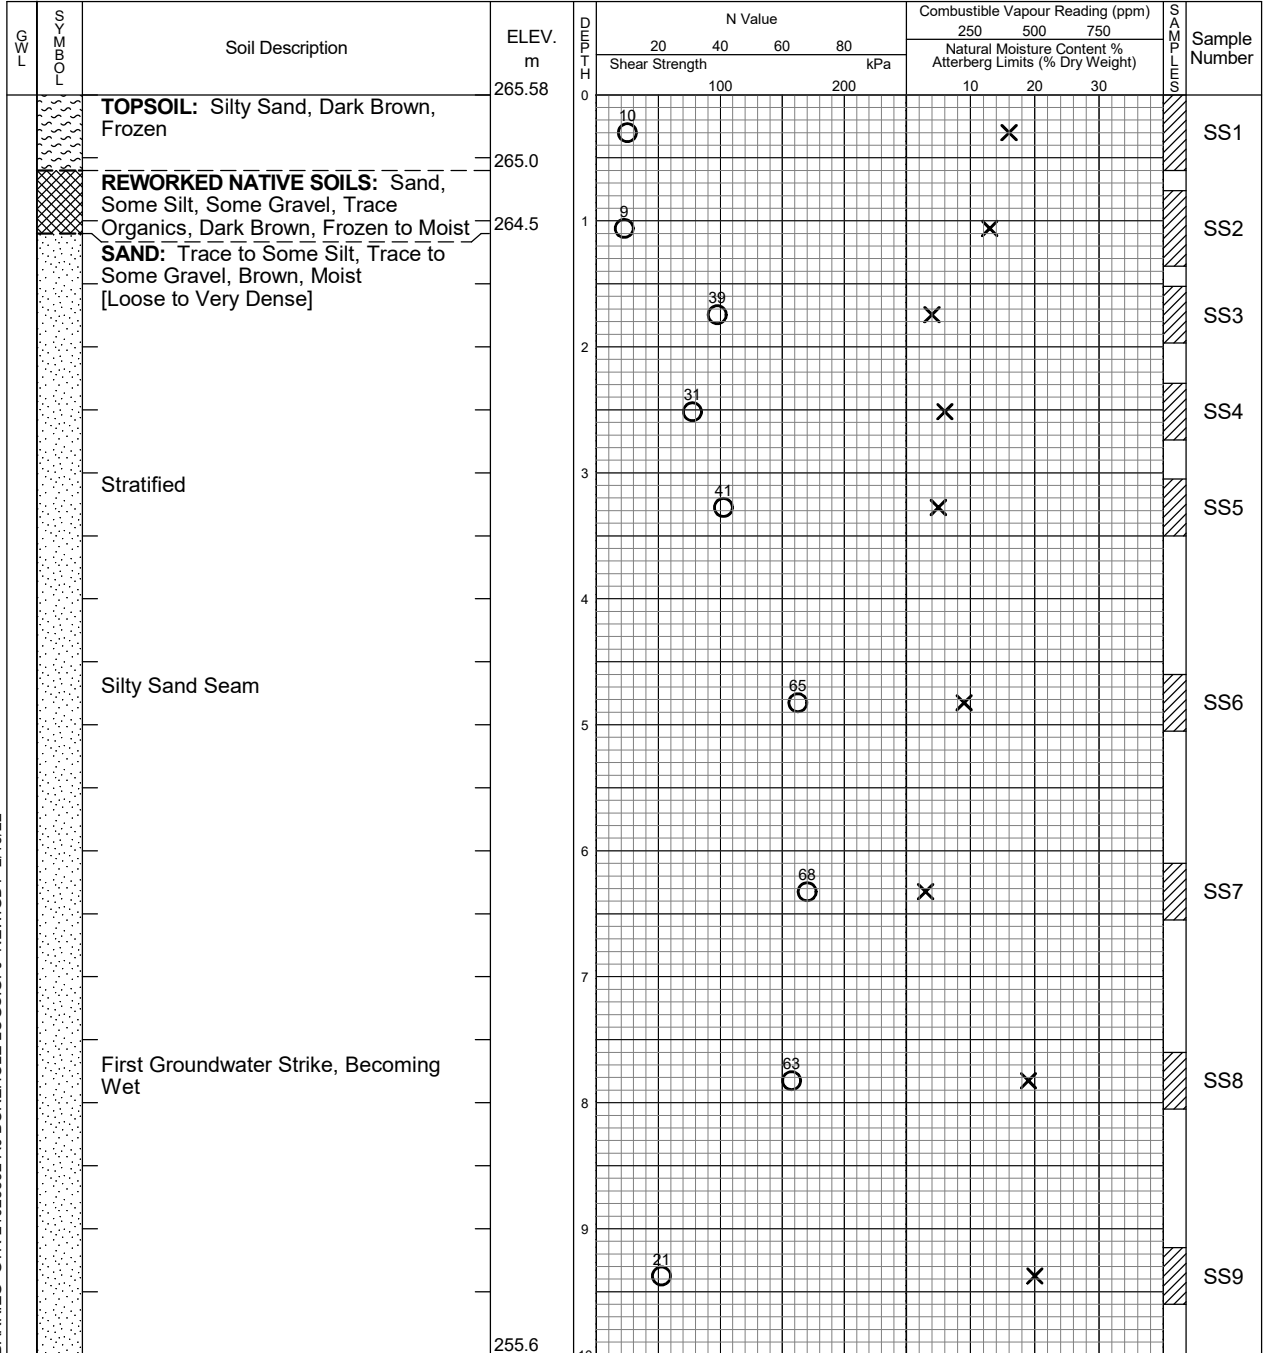 GWL
SYMBOL
Soil Description
ELEV.
m
DEPTH
N Value
20 40 60 80
Shear Strength kPa
100 200
Combustible Vapour Reading (ppm)
250 500 750
Natural Moisture Content %
Atterberg Limits (% Dry Weight)
10 20 30
SAMPLES
Sample
Number
265.58
0
TOPSOIL: Silty Sand, Dark Brown,
Frozen
10
SS1
265.0
REWORKED NATIVE SOILS: Sand,
Some Silt, Some Gravel, Trace
Organics, Dark Brown, Frozen to Moist
264.5
9
1
SS2
SAND: Trace to Some Silt, Trace to
Some Gravel, Brown, Moist
[Loose to Very Dense]
39
SS3
2
31
SS4
3
Stratified
41
SS5
4
Silty Sand Seam
65
SS6
5
6
68
SS7
7
First Groundwater Strike, Becoming
Wet
63
SS8
8
9
21
SS9
255.6